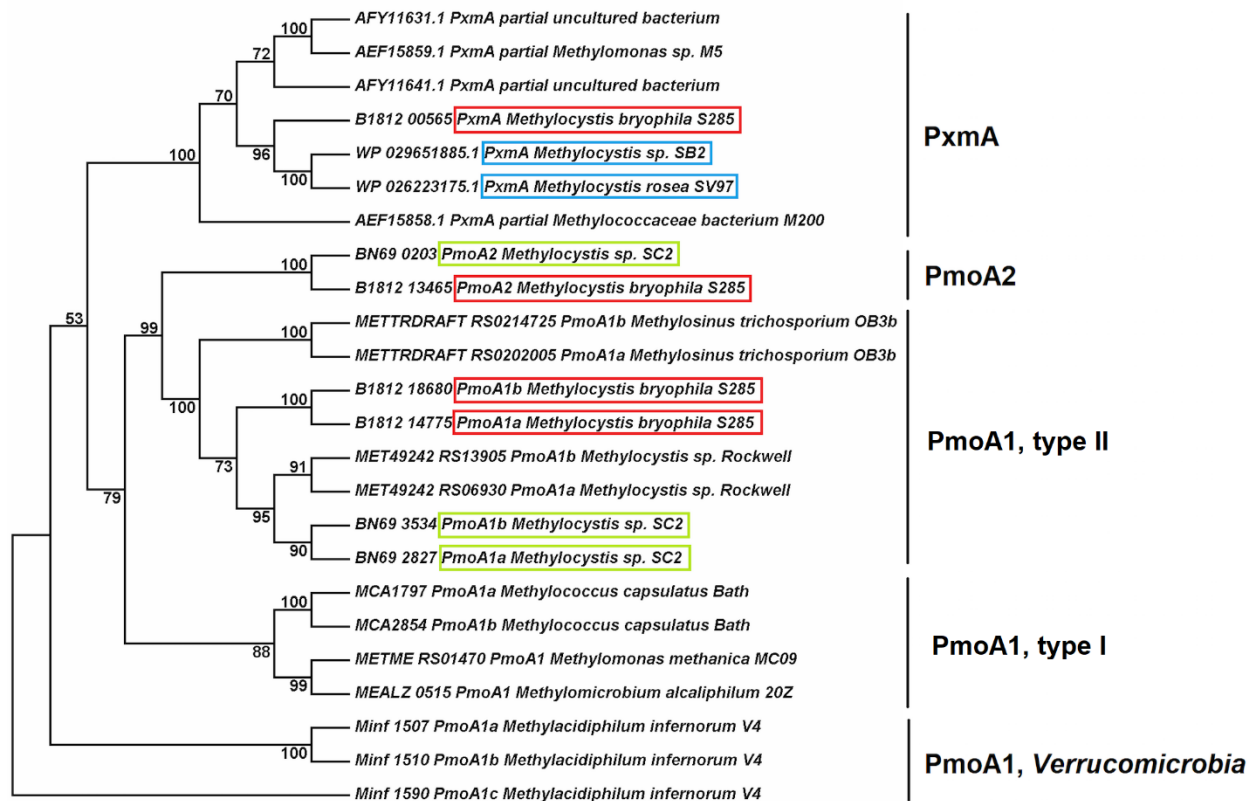 AFY11631.1 PxmA partial uncultured bacterium
100
AEF15859.1 PxmA partial Methylomonas sp. M5
72
AFY11641.1 PxmA partial uncultured bacterium
70
B1812 00565 PxmA Methylocystis bryophila S285
PxmA
96
WP 029651885.1 PxmA Methylocystis sp. SB2
100
100
WP 026223175.1 PxmA Methylocystis rosea SV97
AEF15858.1 PxmA partial Methylococcaceae bacterium M200
BN69 0203 PmoA2 Methylocystis sp. SC2
100
PmoA2
B1812 13465 PmoA2 Methylocystis bryophila S285
53
99
METTRDRAFT RS0214725 PmoA1b Methylosinus trichosporium OB3b
100
METTRDRAFT RS0202005 PmoA1a Methylosinus trichosporium OB3b
B1812 18680 PmoA1b Methylocystis bryophila S285
100
100
B1812 14775 PmoA1a Methylocystis bryophila S285
PmoA1, type II
MET49242 RS13905 PmoA1b Methylocystis sp. Rockwell
73
91
MET49242 RS06930 PmoA1a Methylocystis sp. Rockwell
79
95
BN69 3534 PmoA1b Methylocystis sp. SC2
90
BN69 2827 PmoA1a Methylocystis sp. SC2
MCA1797 PmoA1a Methylococcus capsulatus Bath
100
MCA2854 PmoA1b Methylococcus capsulatus Bath
PmoA1, type I
88
METME RS01470 PmoA1 Methylomonas methanica MC09
99
MEALZ 0515 PmoA1 Methylomicrobium alcaliphilum 20Z
Minf 1507 PmoA1a Methylacidiphilum infernorum V4
100
Minf 1510 PmoA1b Methylacidiphilum infernorum V4
PmoA1, Verrucomicrobia
Minf 1590 PmoA1c Methylacidiphilum infernorum V4